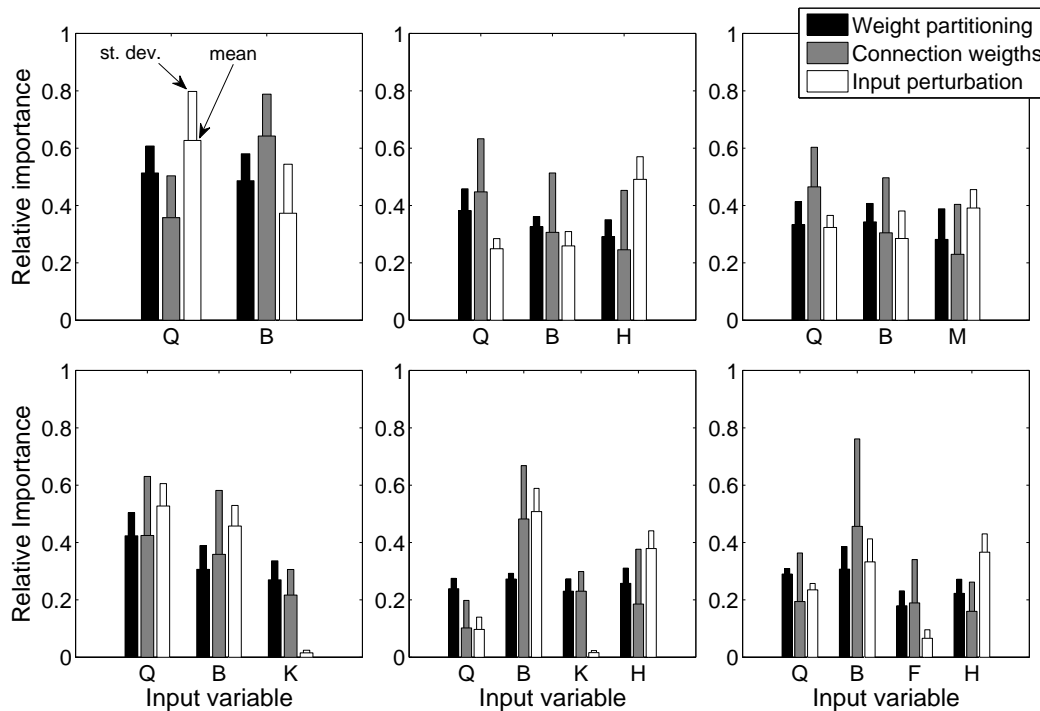 Weight partitioning
Connection weigths
Input perturbation
1
0.8
0.6
0.4
0.2
0
Relative importance
st. dev.
mean
Q B
1
0.8
0.6
0.4
0.2
0
Q B H
1
0.8
0.6
0.4
0.2
0
Q B M
1
0.8
0.6
0.4
0.2
0
Relative Importance
Q B K
Input variable
1
0.8
0.6
0.4
0.2
0
Q B K H
Input variable
1
0.8
0.6
0.4
0.2
0
Q B F H
Input variable